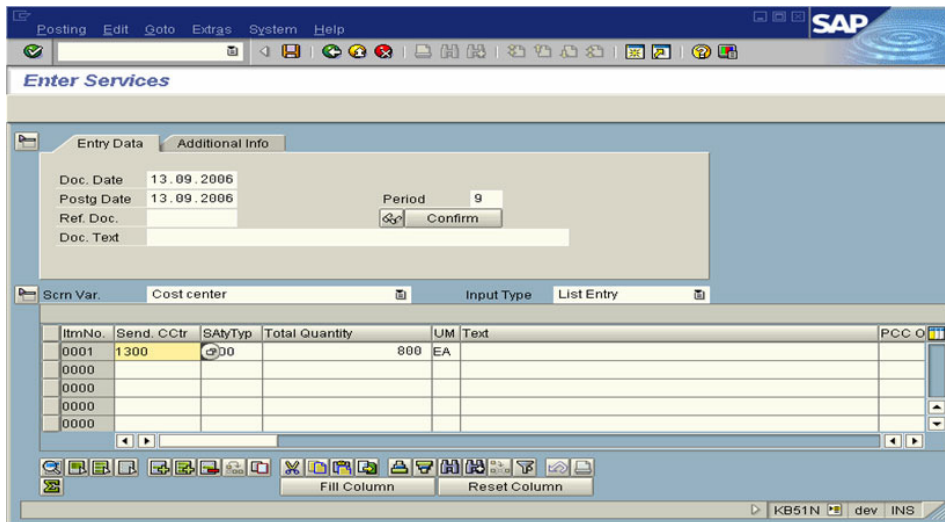 Posting Edit Goto Extras System Help
SAP
Enter Services
Entry Data Additional Info
Doc. Date 13.09.2006
Postg Date 13.09.2006 Period 9
Ref. Doc. Confirm
Doc. Text
Scrn Var. Cost center Input Type List Entry
ItmNo. Send. CCtr SAtyTyp Total Quantity UM Text PCC O
0001 1300 00 800 EA
0000
0000
0000
0000
Fill Column Reset Column
KB51N dev INS